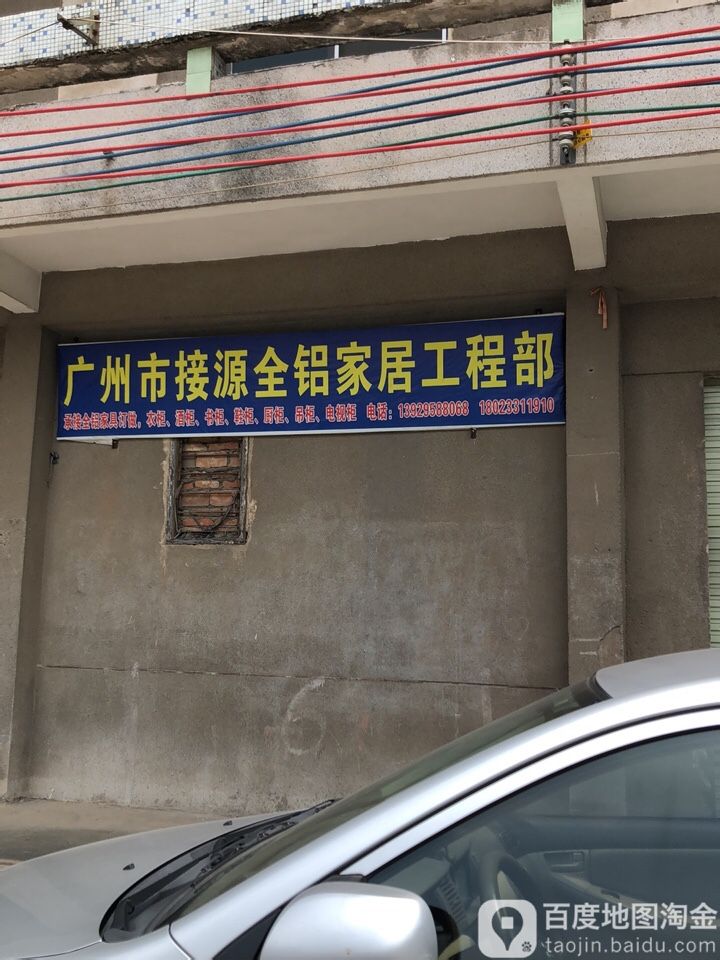 广州市接源全铝家居工程部
承接全铝家具订做，衣柜、酒柜、书柜、鞋柜、厨柜、吊柜、电视柜 电话：13929588068 18023311910
百度地图淘金
taojin.baidu.com